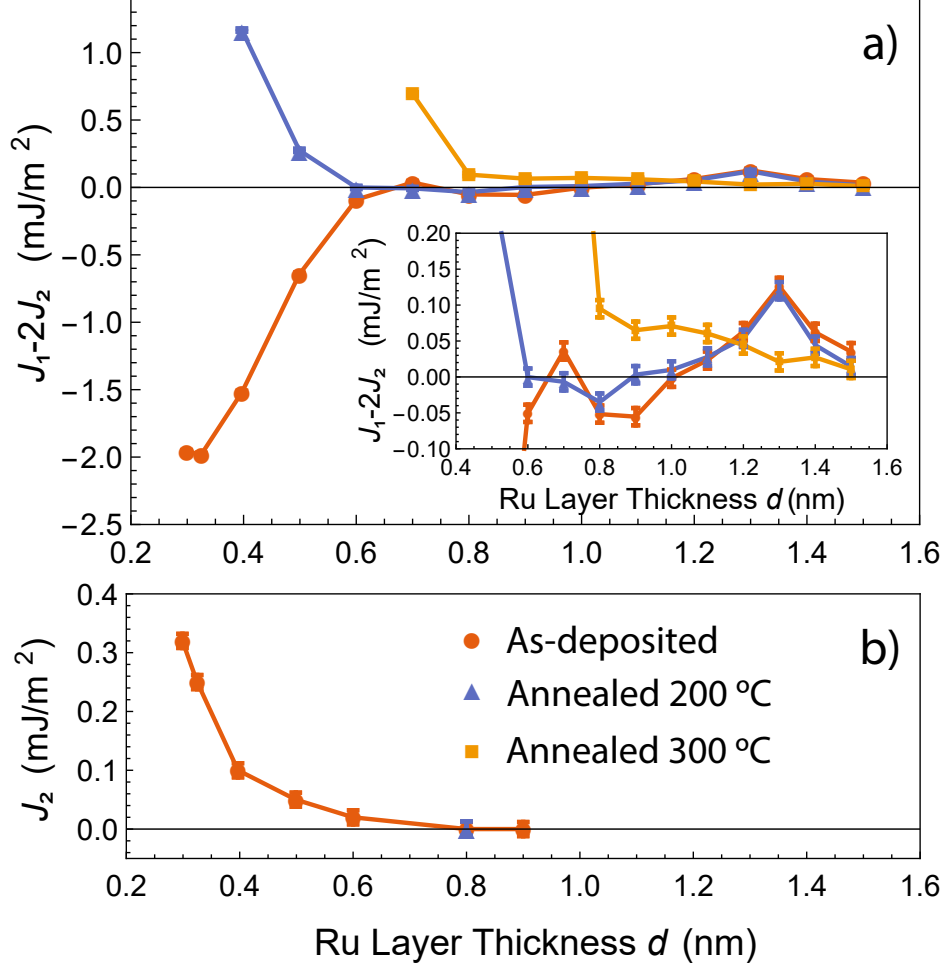 a)
J₁-2J₂ (mJ/m²)
1.0
0.5
0.0
−0.5
−1.0
−1.5
−2.0
−2.5
0.2 0.4 0.6 0.8 1.0 1.2 1.4 1.6
J₁-2J₂ (mJ/m²)
0.20
0.15
0.10
0.05
0.00
−0.05
−0.10
0.4 0.6 0.8 1.0 1.2 1.4 1.6
Ru Layer Thickness d (nm)
b)
J₂ (mJ/m²)
0.4
0.3
0.2
0.1
0.0
As-deposited
Annealed 200 ºC
Annealed 300 ºC
0.2 0.4 0.6 0.8 1.0 1.2 1.4 1.6
Ru Layer Thickness d (nm)